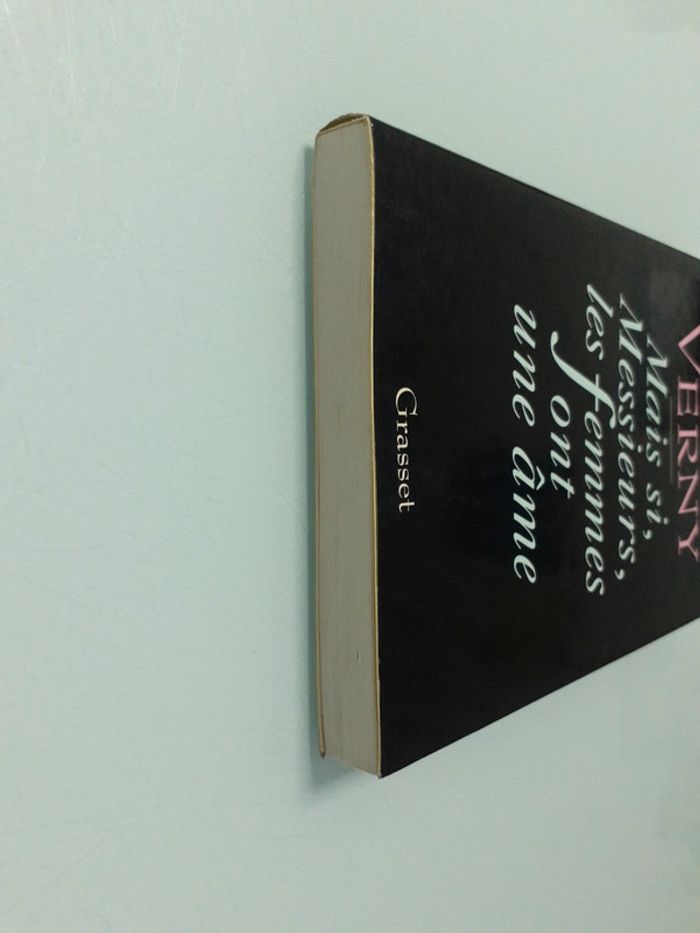 VERNY
Mais si,
Messieurs,
les femmes
ont
une âme
Grasset